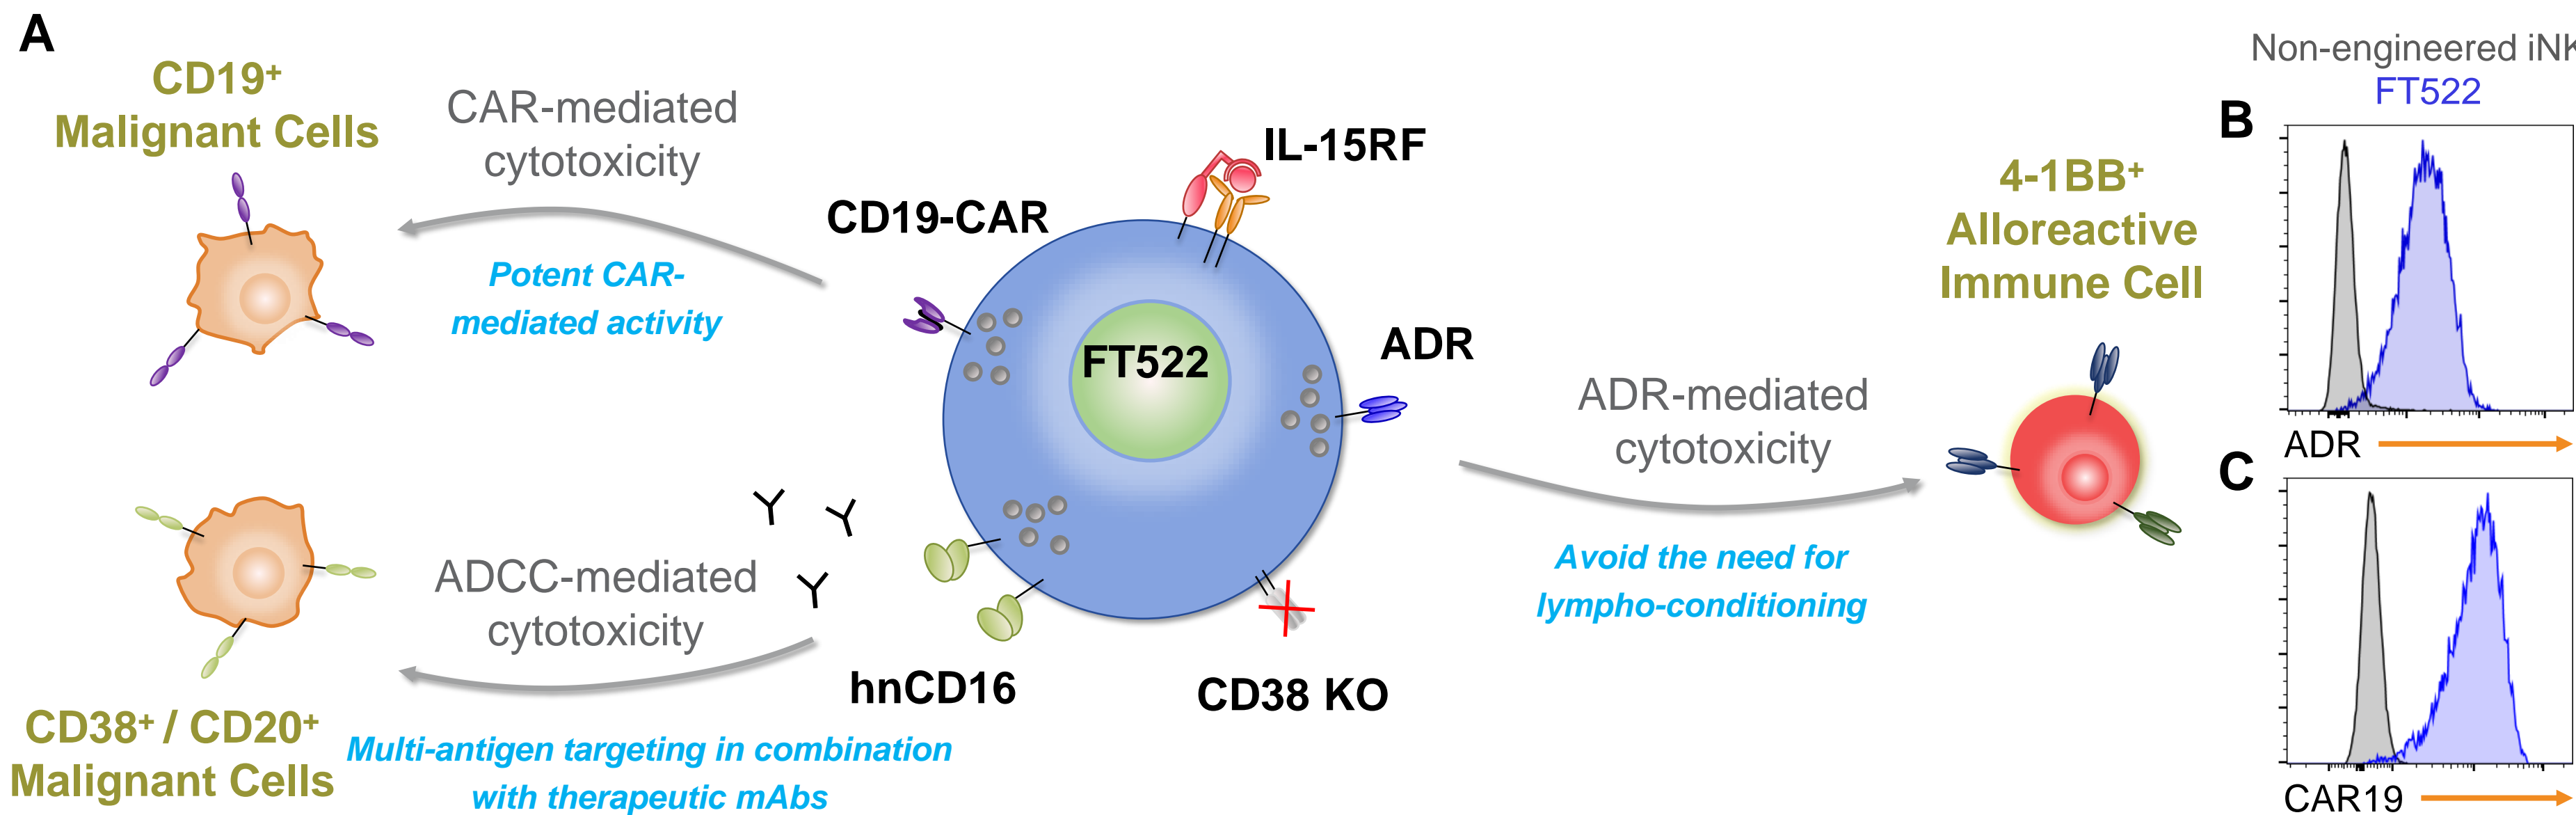 A
CD19+
Malignant Cells
CAR-mediated
cytotoxicity
Potent CAR-
mediated activity
CD19-CAR
IL-15RF
FT522
ADR
hnCD16
CD38 KO
ADCC-mediated
cytotoxicity
CD38+ / CD20+
Malignant Cells
Multi-antigen targeting in combination
with therapeutic mAbs
ADR-mediated
cytotoxicity
Avoid the need for
lympho-conditioning
4-1BB+
Alloreactive
Immune Cell
Non-engineered iNK
FT522
B
ADR
C
CAR19